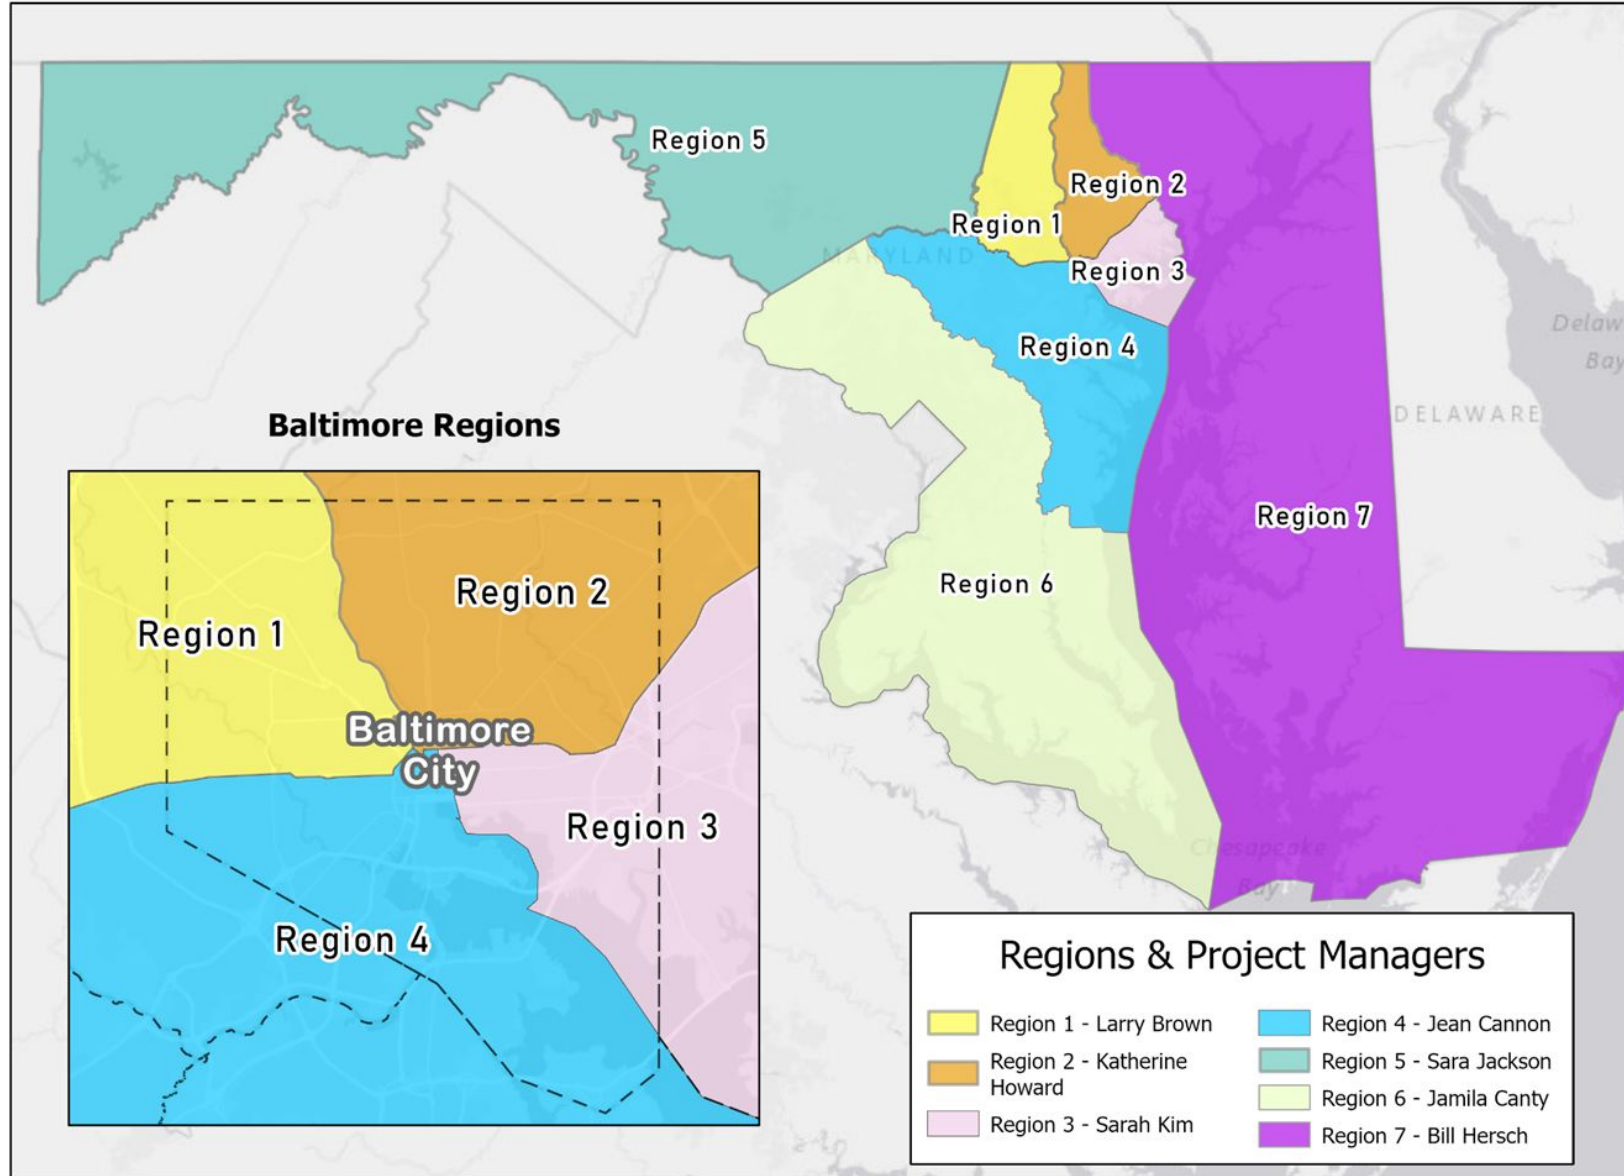 Region 5
Region 2
Region 1
MARYLAND
Region 3
Region 4
DELAWARE
Region 7
Region 6
Chesapeake
Bay
Baltimore Regions
Region 2
Region 1
Baltimore
City
Region 3
Region 4
Regions & Project Managers
Region 1 - Larry Brown
Region 2 - Katherine
Howard
Region 3 - Sarah Kim
Region 4 - Jean Cannon
Region 5 - Sara Jackson
Region 6 - Jamila Canty
Region 7 - Bill Hersch
Delaw
Bay